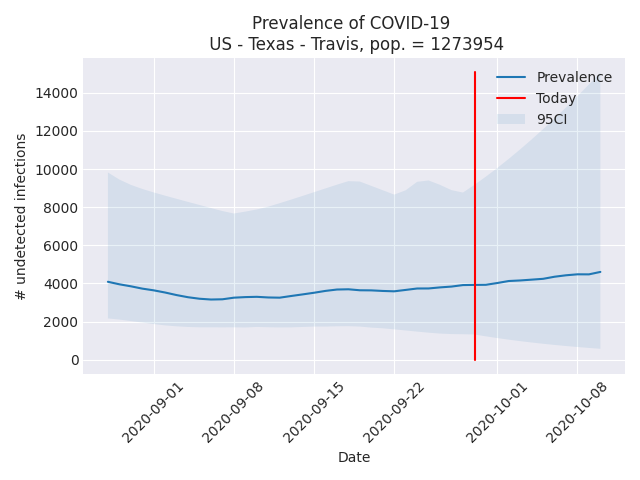 Prevalence of COVID-19
US - Texas - Travis, pop. = 1273954
Prevalence
Today
95CI
14000
12000
10000
8000
6000
4000
2000
0
# undetected infections
2020-09-01
2020-09-08
2020-09-15
2020-09-22
2020-10-01
2020-10-08
Date